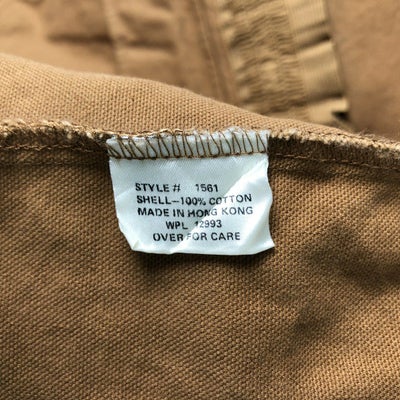 STYLE # 1561
SHELL—100% COTTON
MADE IN HONG KONG
WPL 12993
OVER FOR CARE